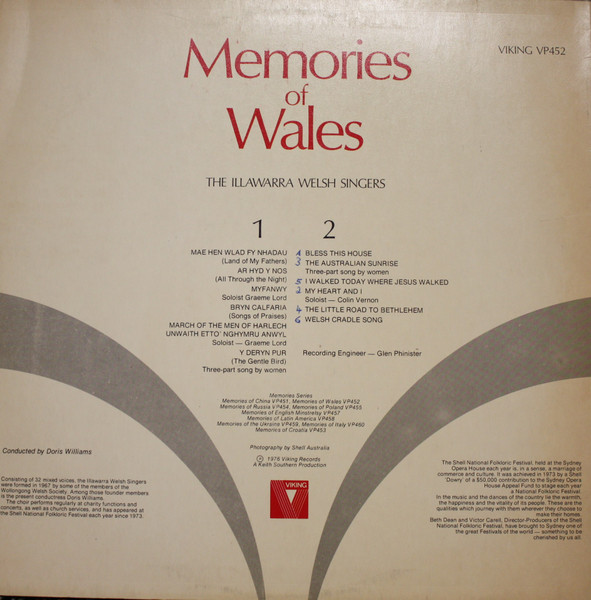 Memories
of
Wales
VIKING VP452
THE ILLAWARRA WELSH SINGERS
1
MAE HEN WLAD FY NHADAU
(Land of My Fathers)
AR HYD Y NOS
(All Through the Night)
MYFANWY
Soloist Graeme Lord
BRYN CALFARIA
(Songs of Praises)
MARCH OF THE MEN OF HARLECH
UNWAITH ETTO' NGHYMRU ANWYL
Soloist — Graeme Lord
Y DERYN PUR
(The Gentle Bird)
Three-part song by women
2
1 BLESS THIS HOUSE
3 THE AUSTRALIAN SUNRISE
Three-part song by women
5 I WALKED TODAY WHERE JESUS WALKED
2 MY HEART AND I
Soloist — Colin Vernon
4 THE LITTLE ROAD TO BETHLEHEM
6 WELSH CRADLE SONG
Recording Engineer — Glen Phinister
Memories Series
Memories of China VP451, Memories of Wales VP452
Memories of Russia VP454, Memories of Poland VP455
Memories of English Minstrelsy VP457
Memories of Latin America VP458
Memories of the Ukraine VP459, Memories of Italy VP460
Memories of Croatia VP453
Photography by Shell Australia
℗ 1978 Viking Records
A Keith Southern Production
VIKING
Conducted by Doris Williams
Consisting of 32 mixed voices, the Illawarra Welsh Singers
were formed in 1967 by some of the members of the
Wollongong Welsh Society. Among those founder members
is the present conductress Doris Williams.
The choir performs regularly at charity functions and
concerts, as well as church services, and has appeared at
the Shell National Folkloric Festival each year since 1973.
The Shell National Folkloric Festival, held at the Sydney
Opera House each year is, in a sense, a marriage of
commerce and culture. It was achieved in 1973 by a Shell
'Dowry' of a $50,000 contribution to the Sydney Opera
House Appeal Fund to stage each year
a National Folkloric Festival.
In the music and the dances of the country lie the warmth,
the happiness and the vitality of its people. These are the
qualities which journey with them wherever they choose to
make their homes.
Beth Dean and Victor Carell, Director-Producers of the Shell
National Folkloric Festival, have brought to Sydney one of
the great Festivals of the world — something to be
cherished by us all.